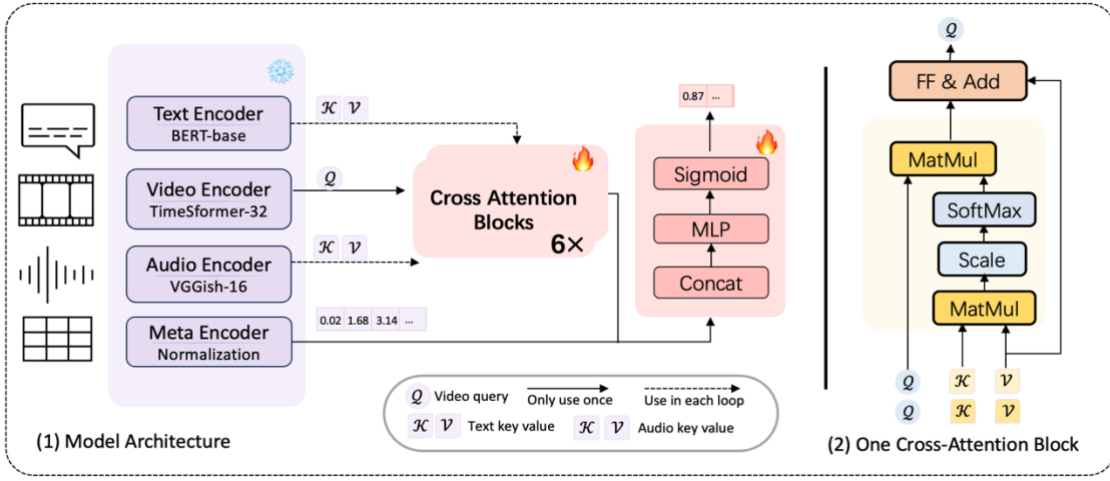 Text Encoder
BERT-base
𝒦 𝒱
Video Encoder
TimeSformer-32
𝒬
Audio Encoder
VGGish-16
𝒦 𝒱
Meta Encoder
Normalization
0.02 1.68 3.14 ...
Cross Attention
Blocks
6×
0.87 ...
Sigmoid
MLP
Concat
𝒬 Video query Only use once Use in each loop
𝒦 𝒱 Text key value 𝒦 𝒱 Audio key value
(1) Model Architecture
𝒬
FF & Add
MatMul
SoftMax
Scale
MatMul
𝒬 𝒦 𝒱
𝒬 𝒦 𝒱
(2) One Cross-Attention Block